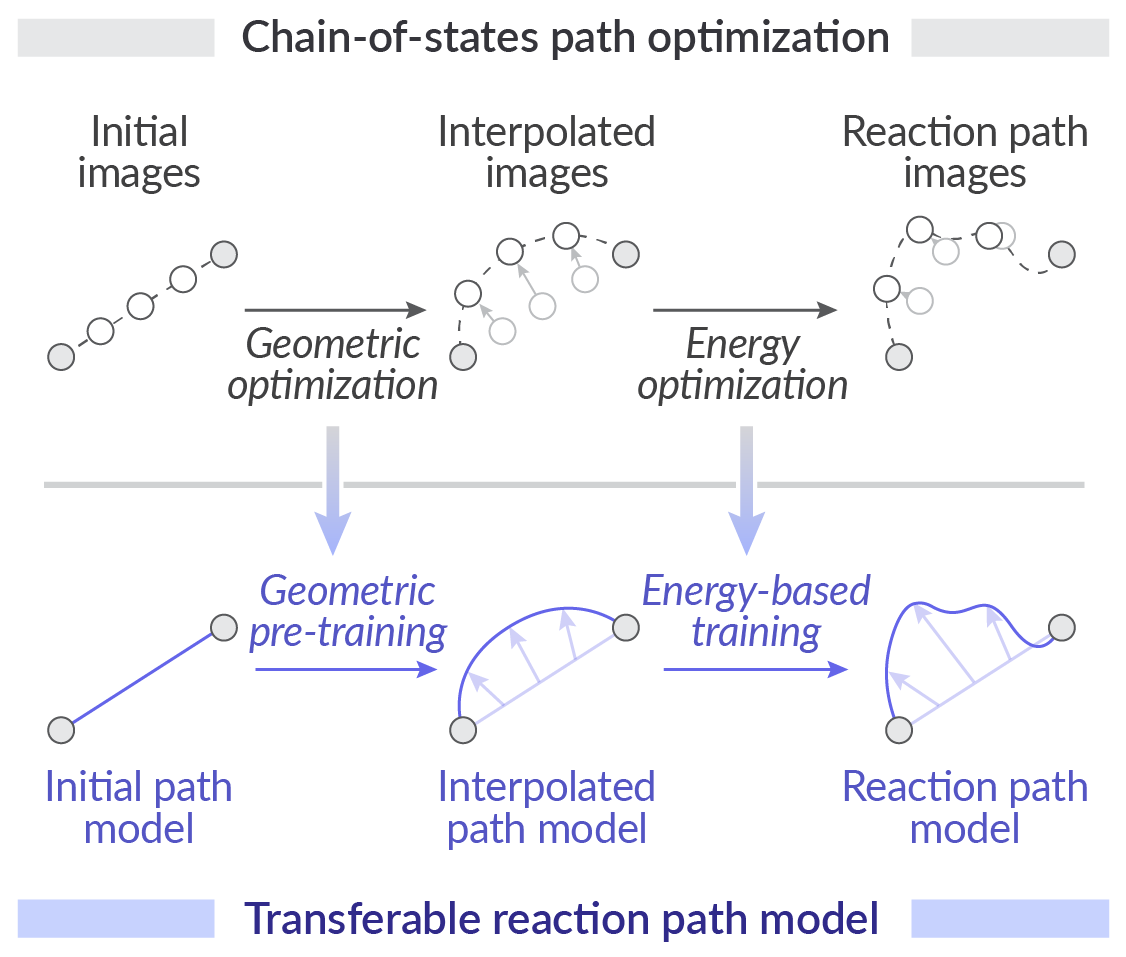 Chain-of-states path optimization
Initial
images
Interpolated
images
Reaction path
images
Geometric
optimization
Energy
optimization
Geometric
pre-training
Energy-based
training
Initial path
model
Interpolated
path model
Reaction path
model
Transferable reaction path model